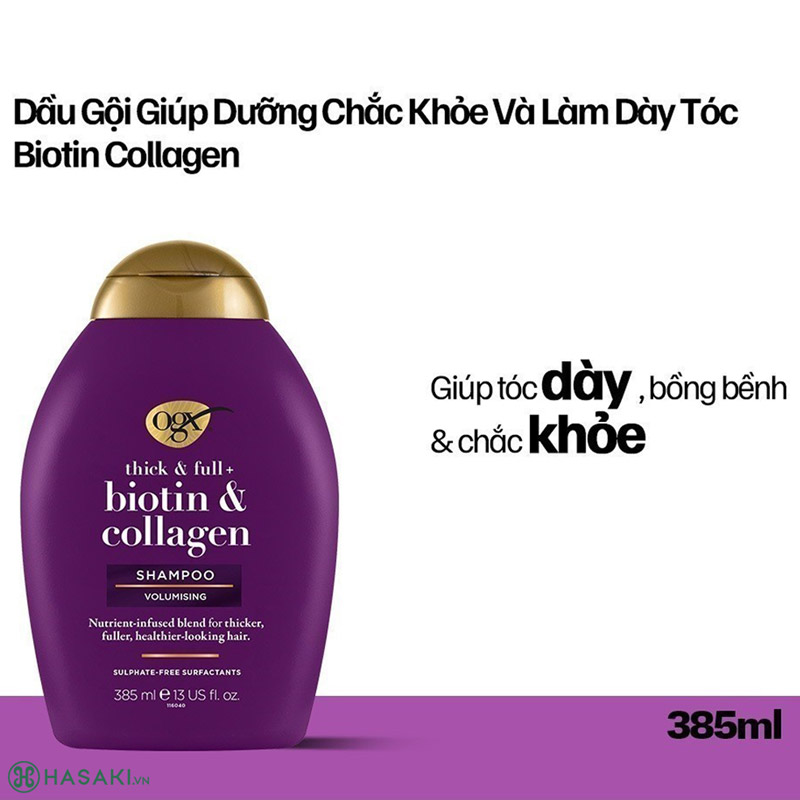 Dầu Gội Giúp Dưỡng Chắc Khỏe Và Làm Dày Tóc
Biotin Collagen
Giúp tóc dày , bồng bềnh
& chắc khỏe
ogx
thick & full+
biotin &
collagen
SHAMPOO
VOLUMISING
Nutrient-infused blend for thicker,
fuller, healthier-looking hair.
SULPHATE-FREE SURFACTANTS
385 ml e 13 US fl. oz.
116040
385ml
HASAKI.VN